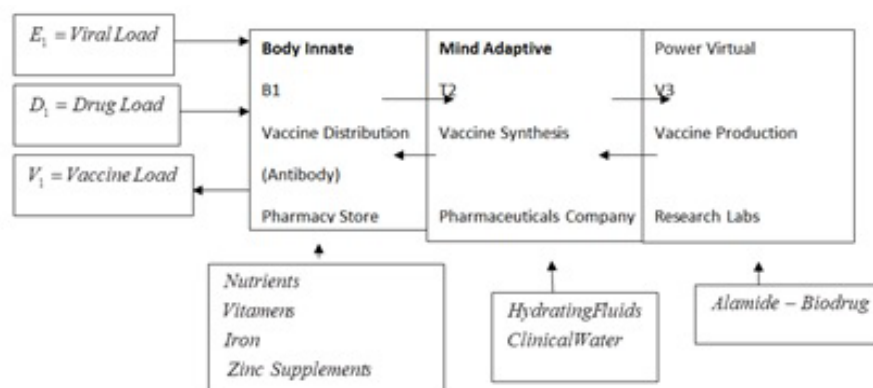 E₁ = Viral Load
D₁ = Drug Load
V₁ = Vaccine Load
Body Innate
B1
Vaccine Distribution
(Antibody)
Pharmacy Store
Mind Adaptive
T2
Vaccine Synthesis
Pharmaceuticals Company
Power Virtual
V3
Vaccine Production
Research Labs
Nutrients
Vitamens
Iron
Zinc Supplements
HydratingFluids
ClinicalWater
Alamide – Biodrug